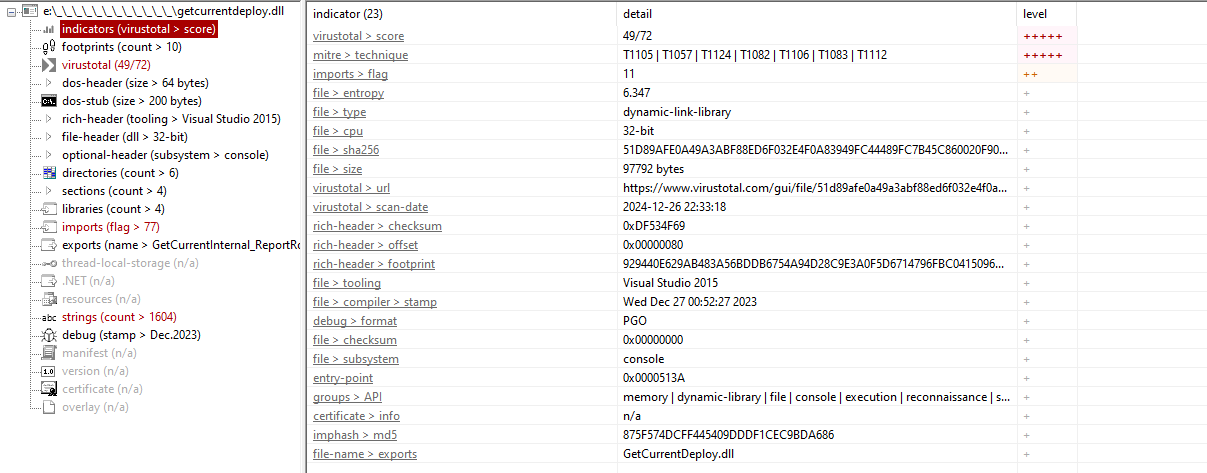 e:\_\_\_\_\_\_\_\_\_\_\_\_\_\_\getcurrentdeploy.dll
indicators (virustotal > score)
footprints (count > 10)
virustotal (49/72)
dos-header (size > 64 bytes)
dos-stub (size > 200 bytes)
rich-header (tooling > Visual Studio 2015)
file-header (dll > 32-bit)
optional-header (subsystem > console)
directories (count > 6)
sections (count > 4)
libraries (count > 4)
imports (flag > 77)
exports (name > GetCurrentInternal_ReportRo
thread-local-storage (n/a)
.NET (n/a)
resources (n/a)
abc strings (count > 1604)
debug (stamp > Dec.2023)
manifest (n/a)
1.0 version (n/a)
certificate (n/a)
overlay (n/a)
indicator (23) detail level
virustotal > score 49/72 +++++
mitre > technique T1105 | T1057 | T1124 | T1082 | T1106 | T1083 | T1112 +++++
imports > flag 11 ++
file > entropy 6.347 +
file > type dynamic-link-library +
file > cpu 32-bit +
file > sha256 51D89AFE0A49A3ABF88ED6F032E4F0A83949FC44489FC7B45C860020F90... +
file > size 97792 bytes +
virustotal > url https://www.virustotal.com/gui/file/51d89afe0a49a3abf88ed6f032e4f0a... +
virustotal > scan-date 2024-12-26 22:33:18 +
rich-header > checksum 0xDF534F69 +
rich-header > offset 0x00000080 +
rich-header > footprint 929440E629AB483A56BDDB6754A94D28C9E3A0F5D6714796FBC0415096... +
file > tooling Visual Studio 2015 +
file > compiler > stamp Wed Dec 27 00:52:27 2023 +
debug > format PGO +
file > checksum 0x00000000 +
file > subsystem console +
entry-point 0x0000513A +
groups > API memory | dynamic-library | file | console | execution | reconnaissance | s... +
certificate > info n/a +
imphash > md5 875F574DCFF445409DDDF1CEC9BDA686 +
file-name > exports GetCurrentDeploy.dll +